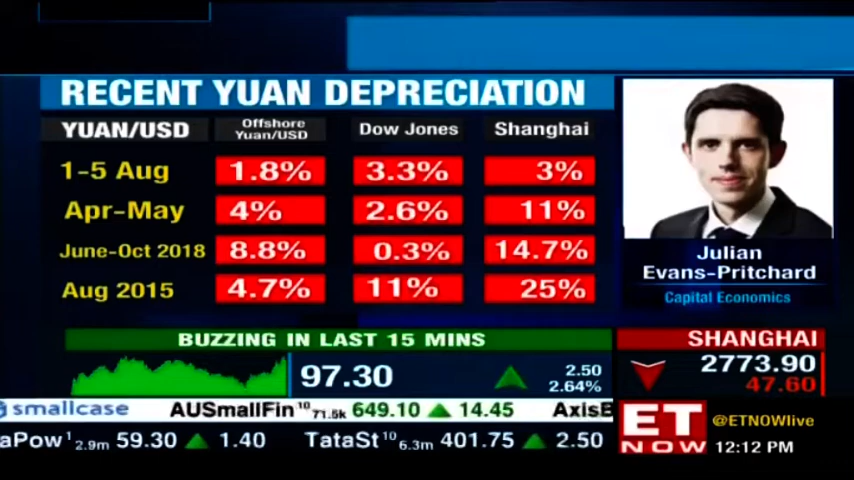 RECENT YUAN DEPRECIATION
YUAN/USD Offshore Yuan/USD Dow Jones Shanghai
1-5 Aug 1.8% 3.3% 3%
Apr-May 4% 2.6% 11%
June-Oct 2018 8.8% 0.3% 14.7%
Aug 2015 4.7% 11% 25%
Julian
Evans-Pritchard
Capital Economics
BUZZING IN LAST 15 MINS
97.30 2.50
2.64%
SHANGHAI
2773.90
47.60
smallcase AUSmallFin 10 71.5k 649.10 14.45 AxisB
aPow 1 2.9m 59.30 1.40 TataSt 10 6.3m 401.75 2.50
ET
NOW
@ETNOWlive
12:12 PM